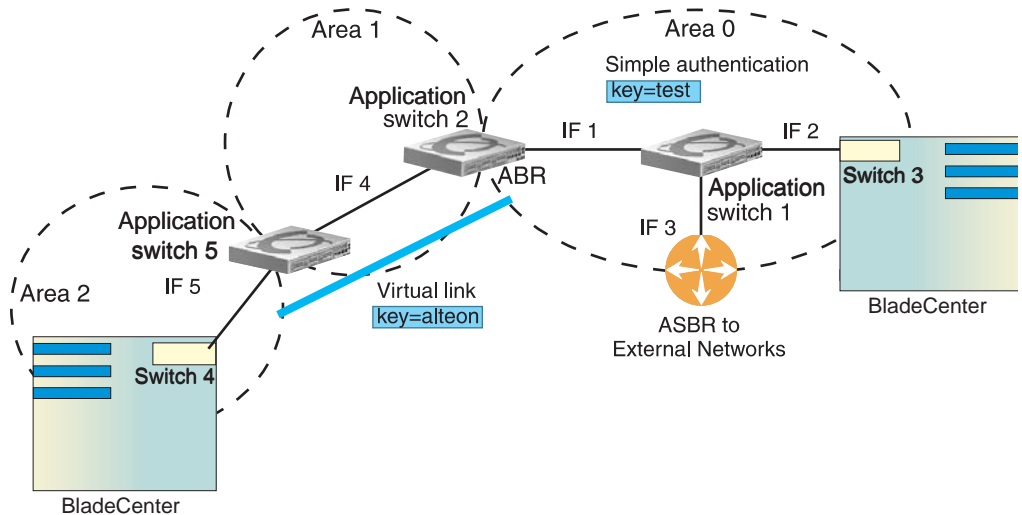 Area 1
Area 0
Simple authentication
key=test
Application
switch 2
IF 1
IF 2
ABR
Switch 3
Application
switch 1
IF 4
IF 3
Application
switch 5
Area 2
IF 5
Virtual link
key=alteon
BladeCenter
ASBR to
External Networks
Switch 4
BladeCenter